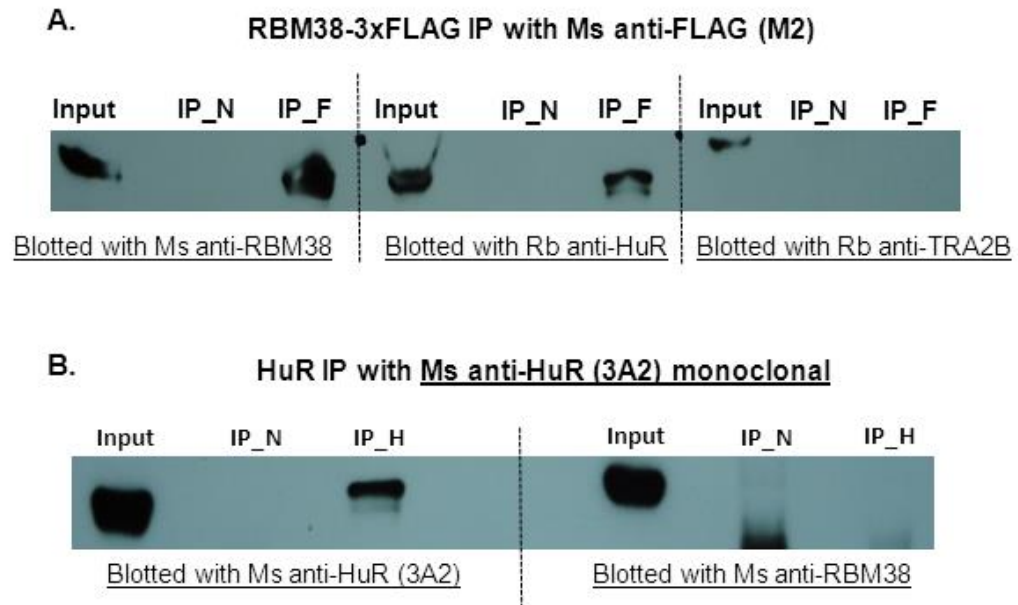 A.
RBM38-3xFLAG IP with Ms anti-FLAG (M2)
Input IP_N IP_F Input IP_N IP_F Input IP_N IP_F
Blotted with Ms anti-RBM38 Blotted with Rb anti-HuR Blotted with Rb anti-TRA2B
B.
HuR IP with Ms anti-HuR (3A2) monoclonal
Input IP_N IP_H Input IP_N IP_H
Blotted with Ms anti-HuR (3A2) Blotted with Ms anti-RBM38